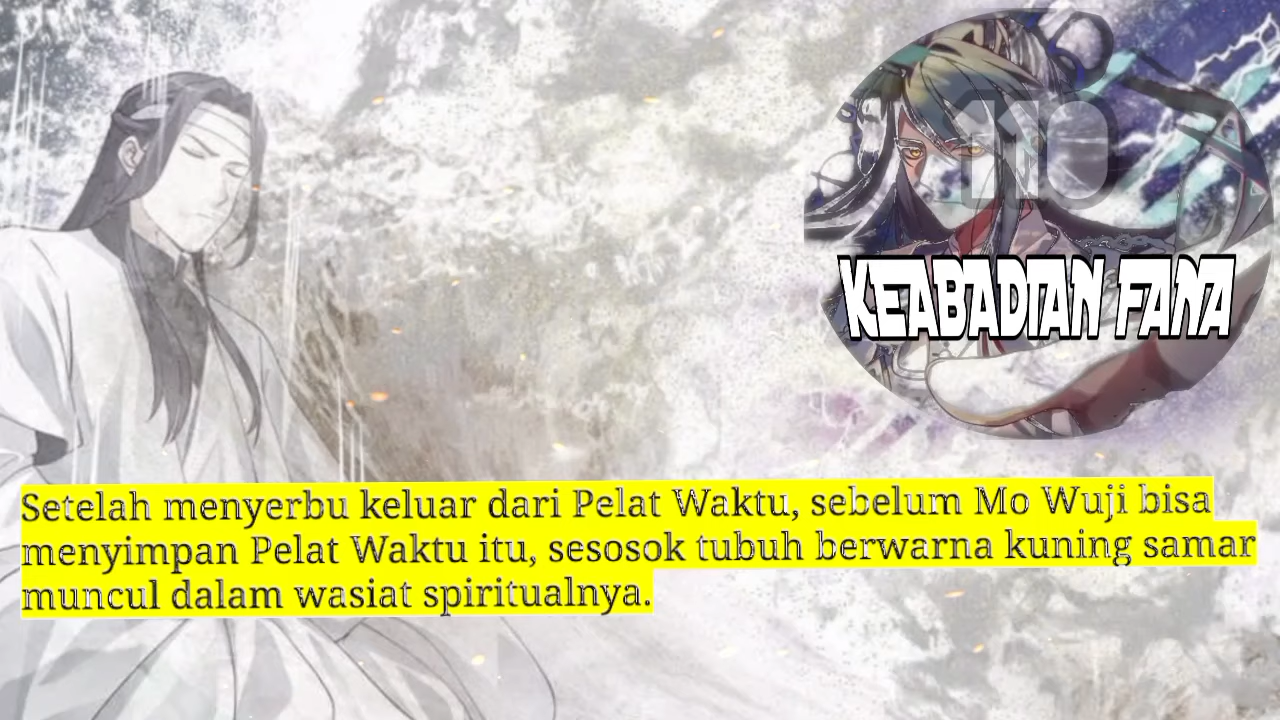 110
KEABADIAN FANA
Setelah menyerbu keluar dari Pelat Waktu, sebelum Mo Wuji bisa
menyimpan Pelat Waktu itu, sesosok tubuh berwarna kuning samar
muncul dalam wasiat spiritualnya.